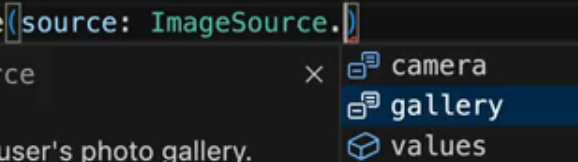 e(source: ImageSource.)
camera
rce
gallery
values
user's photo gallery.